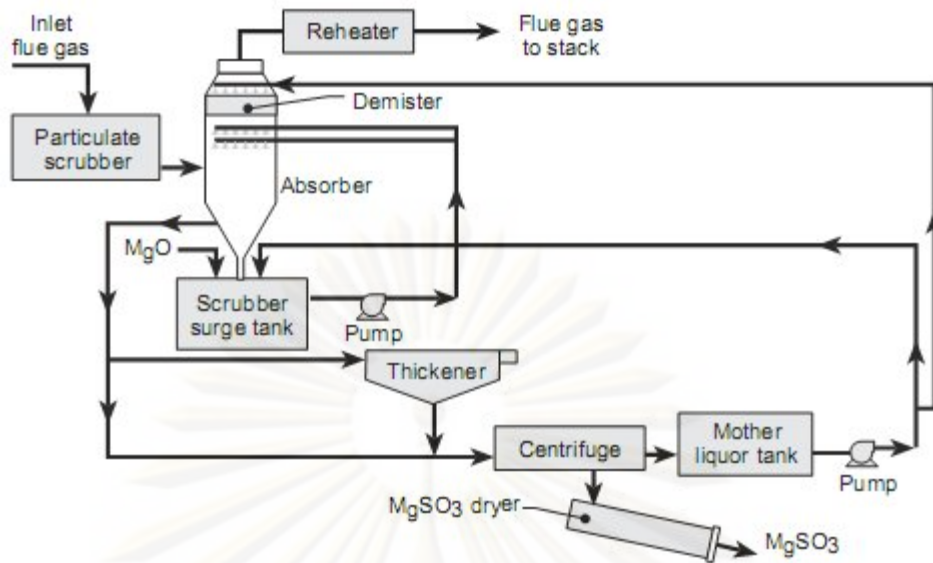 Inlet
flue gas
Reheater
Flue gas
to stack
Demister
Particulate
scrubber
Absorber
MgO
Scrubber
surge tank
Pump
Thickener
Centrifuge
Mother
liquor tank
Pump
MgSO3 dryer
MgSO3